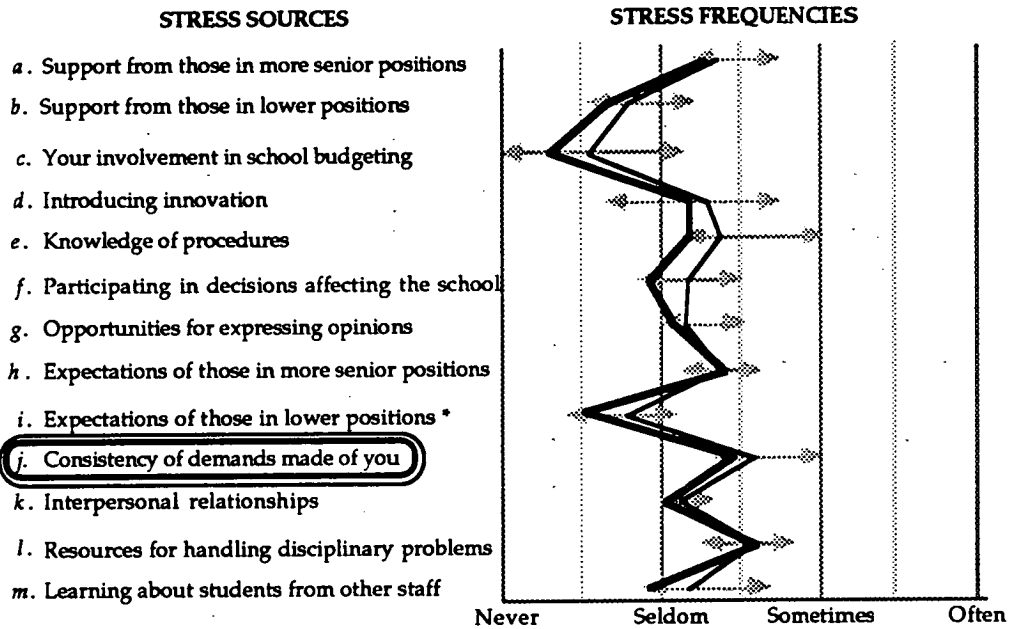 STRESS SOURCES
STRESS FREQUENCIES
a. Support from those in more senior positions
b. Support from those in lower positions
c. Your involvement in school budgeting
d. Introducing innovation
e. Knowledge of procedures
f. Participating in decisions affecting the school
g. Opportunities for expressing opinions
h. Expectations of those in more senior positions
i. Expectations of those in lower positions *
j. Consistency of demands made of you
k. Interpersonal relationships
l. Resources for handling disciplinary problems
m. Learning about students from other staff
Never Seldom Sometimes Often